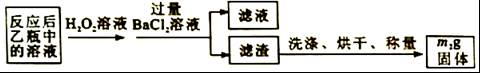 反应后
乙瓶中
的溶液
H₂O₂溶液
过量
BaCl₂溶液
滤液
滤渣
洗涤、烘干、称量
m₂g
固体